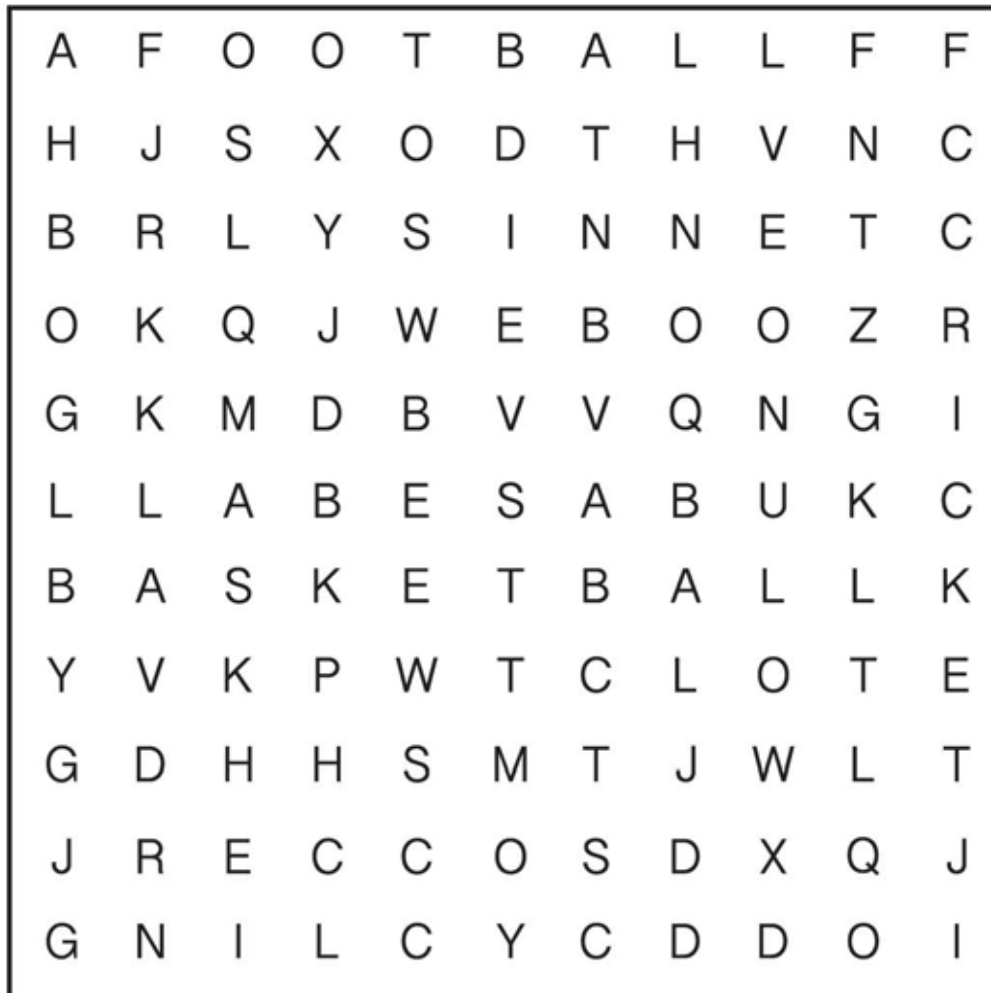 A F O O T B A L L F F
H J S X O D T H V N C
B R L Y S I N N E T C
O K Q J W E B O O Z R
G K M D B V V Q N G I
L L A B E S A B U K C
B A S K E T B A L L K
Y V K P W T C L O T E
G D H H S M T J W L T
J R E C C O S D X Q J
G N I L C Y C D D O I